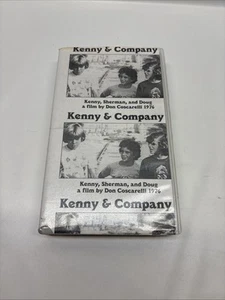 Kenny & Company
Kenny, Sherman, and Doug
a film by Don Coscarelli 1976
Kenny & Company
Kenny, Sherman, and Doug
a film by Don Coscarelli 1976
Kenny & Company